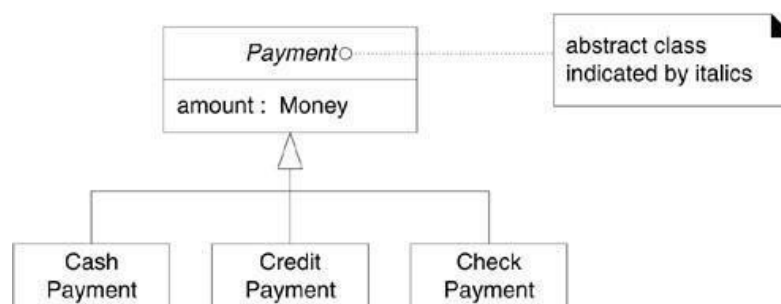 Payment
abstract class
indicated by italics
amount : Money
Cash
Payment
Credit
Payment
Check
Payment